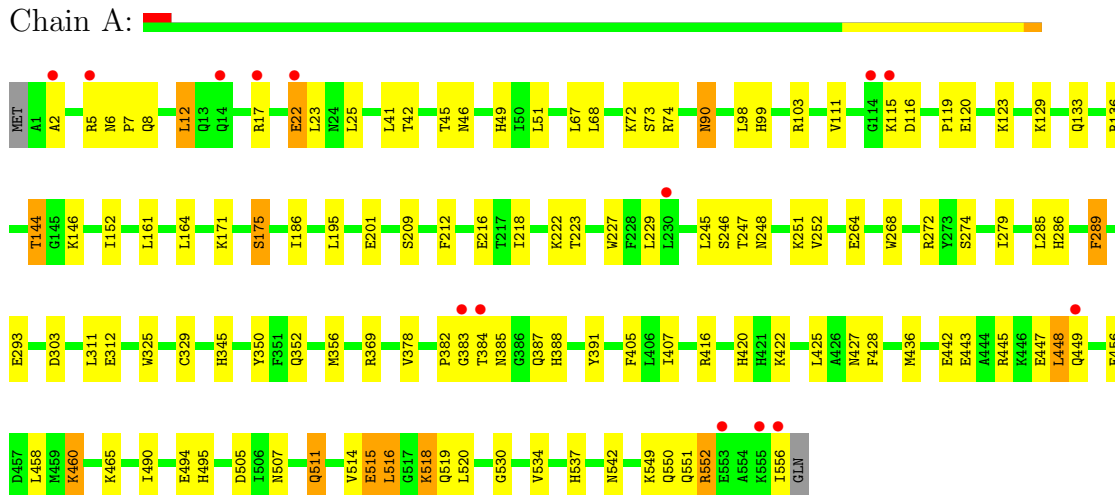 Chain A:
MET A1 A2 R5 N6 P7 Q8 L12 Q13 Q14 R17 E22 L23 N24 L25 L41 T42 T45 N46 H49 I50 L51 L67 L68 K72 S73 R74 N90 L98 H99 R103 V111 G114 K115 D116 P119 E120 K123 K129 Q133
T144 G145 K146 I152 L161 L164 K171 S175 I186 L195 E201 S209 F212 E216 T217 I218 K222 T223 W227 F228 L229 L230 L245 S246 T247 N248 K251 V252 E264 W268 R272 Y273 S274 I279 L285 H286 F289
E293 D303 L311 E312 W325 C329 H345 Y350 F351 Q352 M356 R369 V378 P382 G383 T384 N385 G386 Q387 H388 Y391 F405 L406 I407 R416 H420 H421 K422 L425 A426 N427 F428 M436 E442 E443 A444 R445 K446 E447 L448 Q449
D457 L458 M459 K460 K465 I490 E494 H495 D505 I506 N507 Q511 V514 E515 L516 G517 K518 Q519 L520 G530 V534 H537 N542 K549 Q550 Q551 R552 E553 A554 K555 I556 GLN